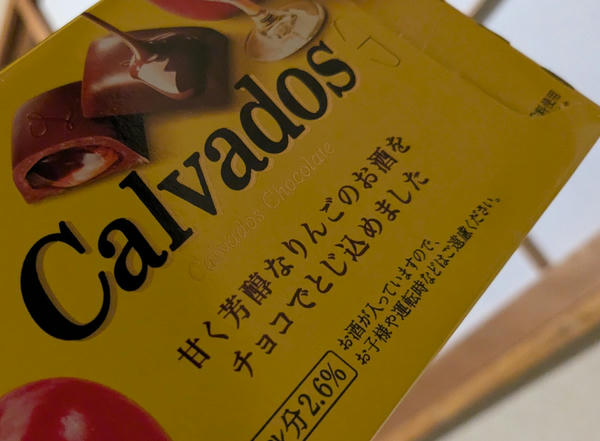 Calvados
Calvados Chocolate
甘く芳醇なりんごのお酒を
チョコでとじ込めました
お酒が入っていますので、
お子様や運転時などはご遠慮ください。
ル分2.6%
使用